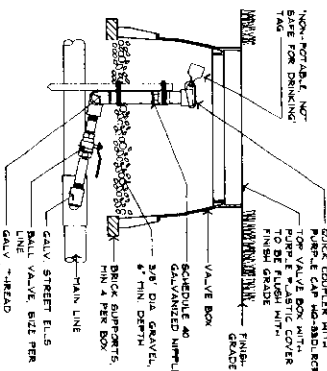 'NON-POTABLE, NOT
SAFE FOR DRINKING'
TAG
QUICK COUPLER WITH
PURPLE CAP
TOP VALVE BOX WITH
PURPLE PLASTIC COVER
TO BE FLUSH WITH
FINISH GRADE
FINISH
GRADE
VALVE BOX
SCHEDULE 40
GALVANIZED NIPPLE
3/8" DIA GRAVEL,
6" MIN. DEPTH
BRICK SUPPORTS,
MIN 4 PER BOX
MAIN LINE
GALV. STREET ELLS
BALL VALVE, SIZE PER
LINE
GALV THREAD